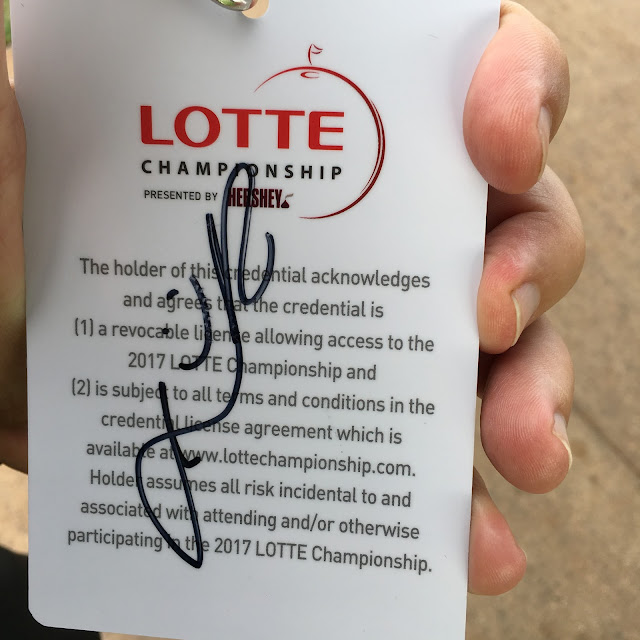 LOTTE
CHAMPIONSHIP
PRESENTED BY HERSHEY
The holder of this credential acknowledges
and agrees that the credential is
(1) a revocable license allowing access to the
2017 LOTTE Championship and
(2) is subject to all terms and conditions in the
credential license agreement which is
available at www.lottechampionship.com.
Holder assumes all risk incidental to and
associated with attending and/or otherwise
participating in the 2017 LOTTE Championship.